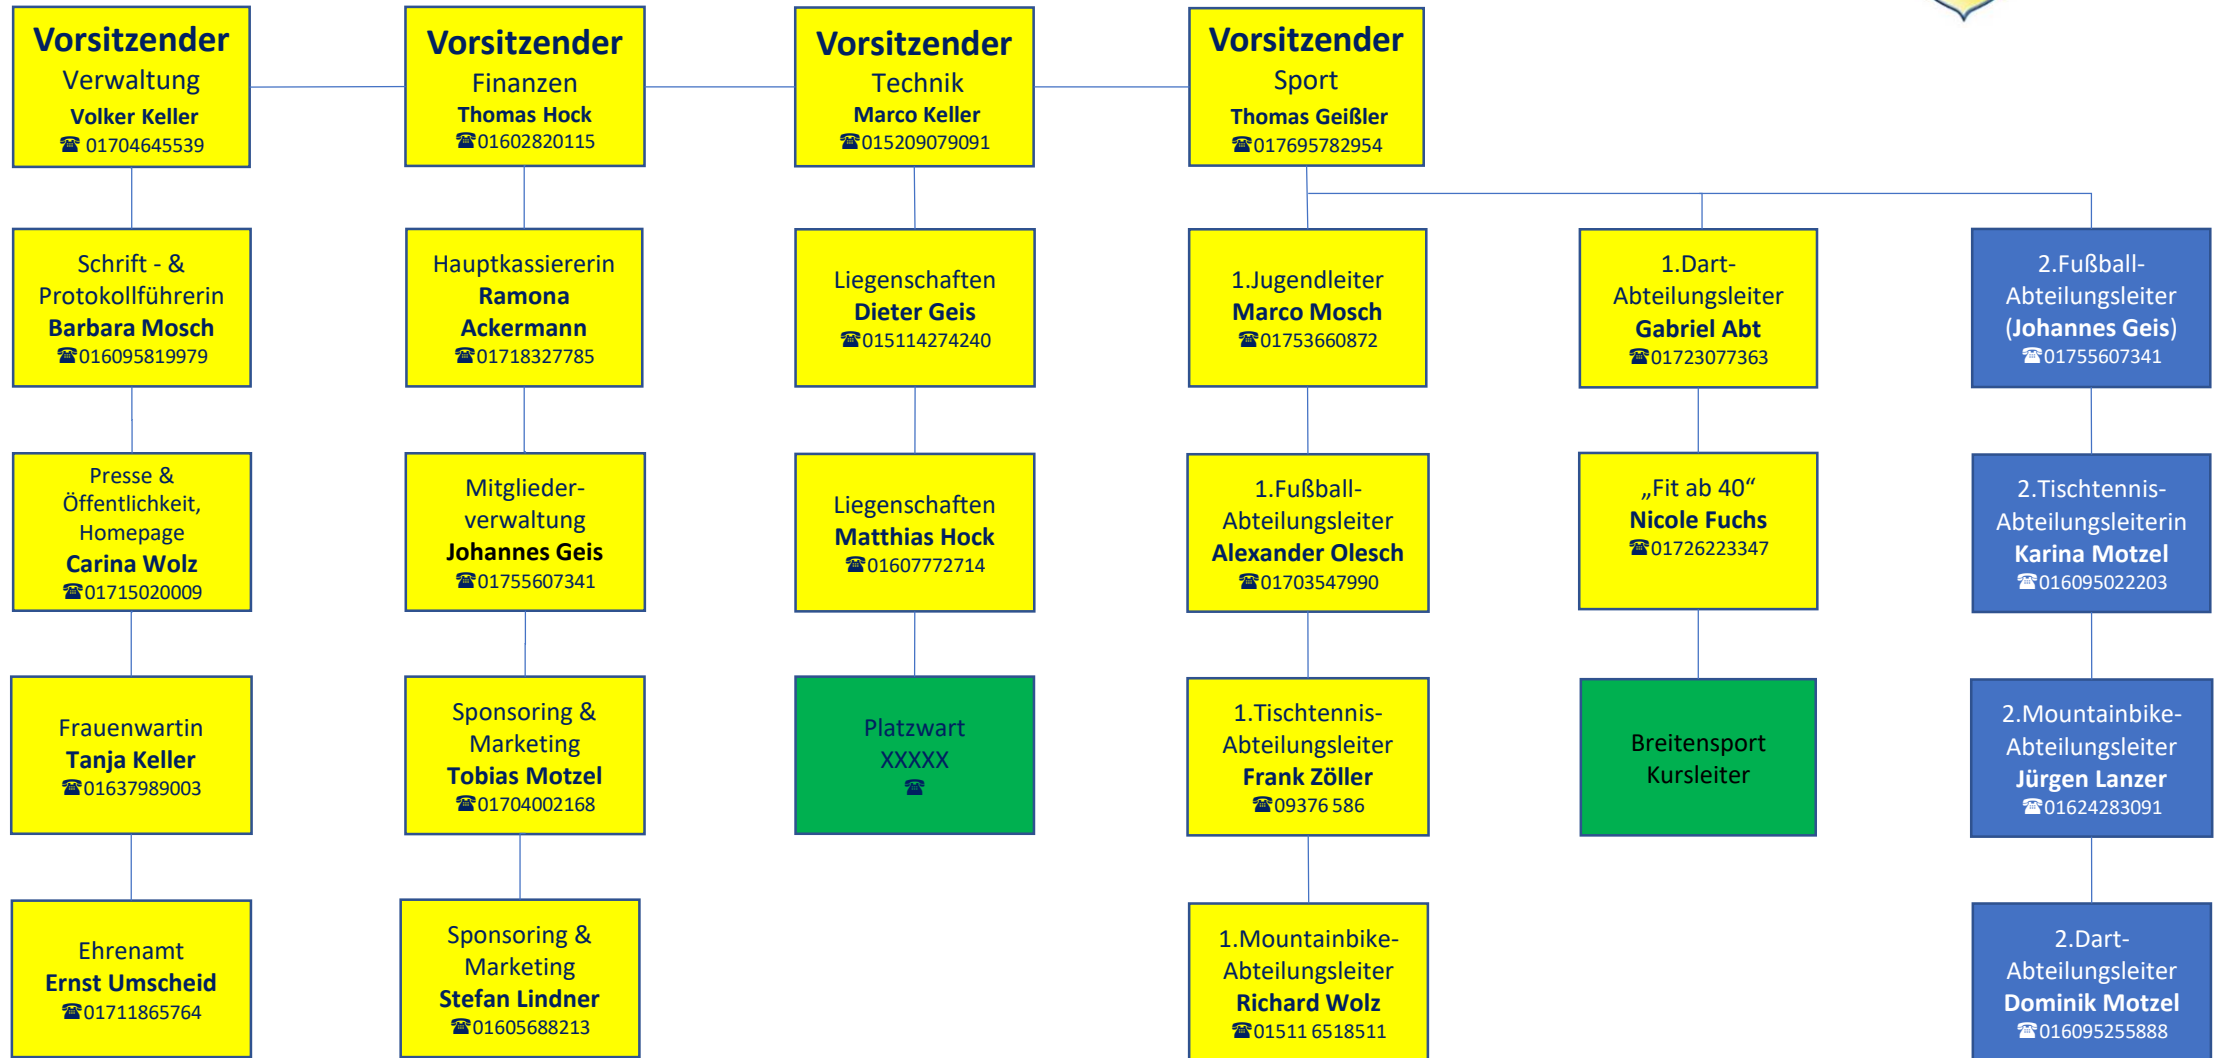 Vorsitzender
Verwaltung
Volker Keller
☎ 01704645539
Vorsitzender
Finanzen
Thomas Hock
☎01602820115
Vorsitzender
Technik
Marco Keller
☎015209079091
Vorsitzender
Sport
Thomas Geißler
☎017695782954
Schrift - &
Protokollführerin
Barbara Mosch
☎016095819979
Hauptkassiererin
Ramona
Ackermann
☎01718327785
Liegenschaften
Dieter Geis
☎015114274240
1.Jugendleiter
Marco Mosch
☎01753660872
1.Dart-
Abteilungsleiter
Gabriel Abt
☎01723077363
2.Fußball-
Abteilungsleiter
(Johannes Geis)
☎01755607341
Presse &
Öffentlichkeit,
Homepage
Carina Wolz
☎01715020009
Mitglieder-
verwaltung
Johannes Geis
☎01755607341
Liegenschaften
Matthias Hock
☎01607772714
1.Fußball-
Abteilungsleiter
Alexander Olesch
☎01703547990
„Fit ab 40“
Nicole Fuchs
☎01726223347
2.Tischtennis-
Abteilungsleiterin
Karina Motzel
☎016095022203
Frauenwartin
Tanja Keller
☎01637989003
Sponsoring &
Marketing
Tobias Motzel
☎01704002168
Platzwart
XXXXX
☎
1.Tischtennis-
Abteilungsleiter
Frank Zöller
☎09376 586
Breitensport
Kursleiter
2.Mountainbike-
Abteilungsleiter
Jürgen Lanzer
☎01624283091
Ehrenamt
Ernst Umscheid
☎01711865764
Sponsoring &
Marketing
Stefan Lindner
☎01605688213
1.Mountainbike-
Abteilungsleiter
Richard Wolz
☎01511 6518511
2.Dart-
Abteilungsleiter
Dominik Motzel
☎016095255888